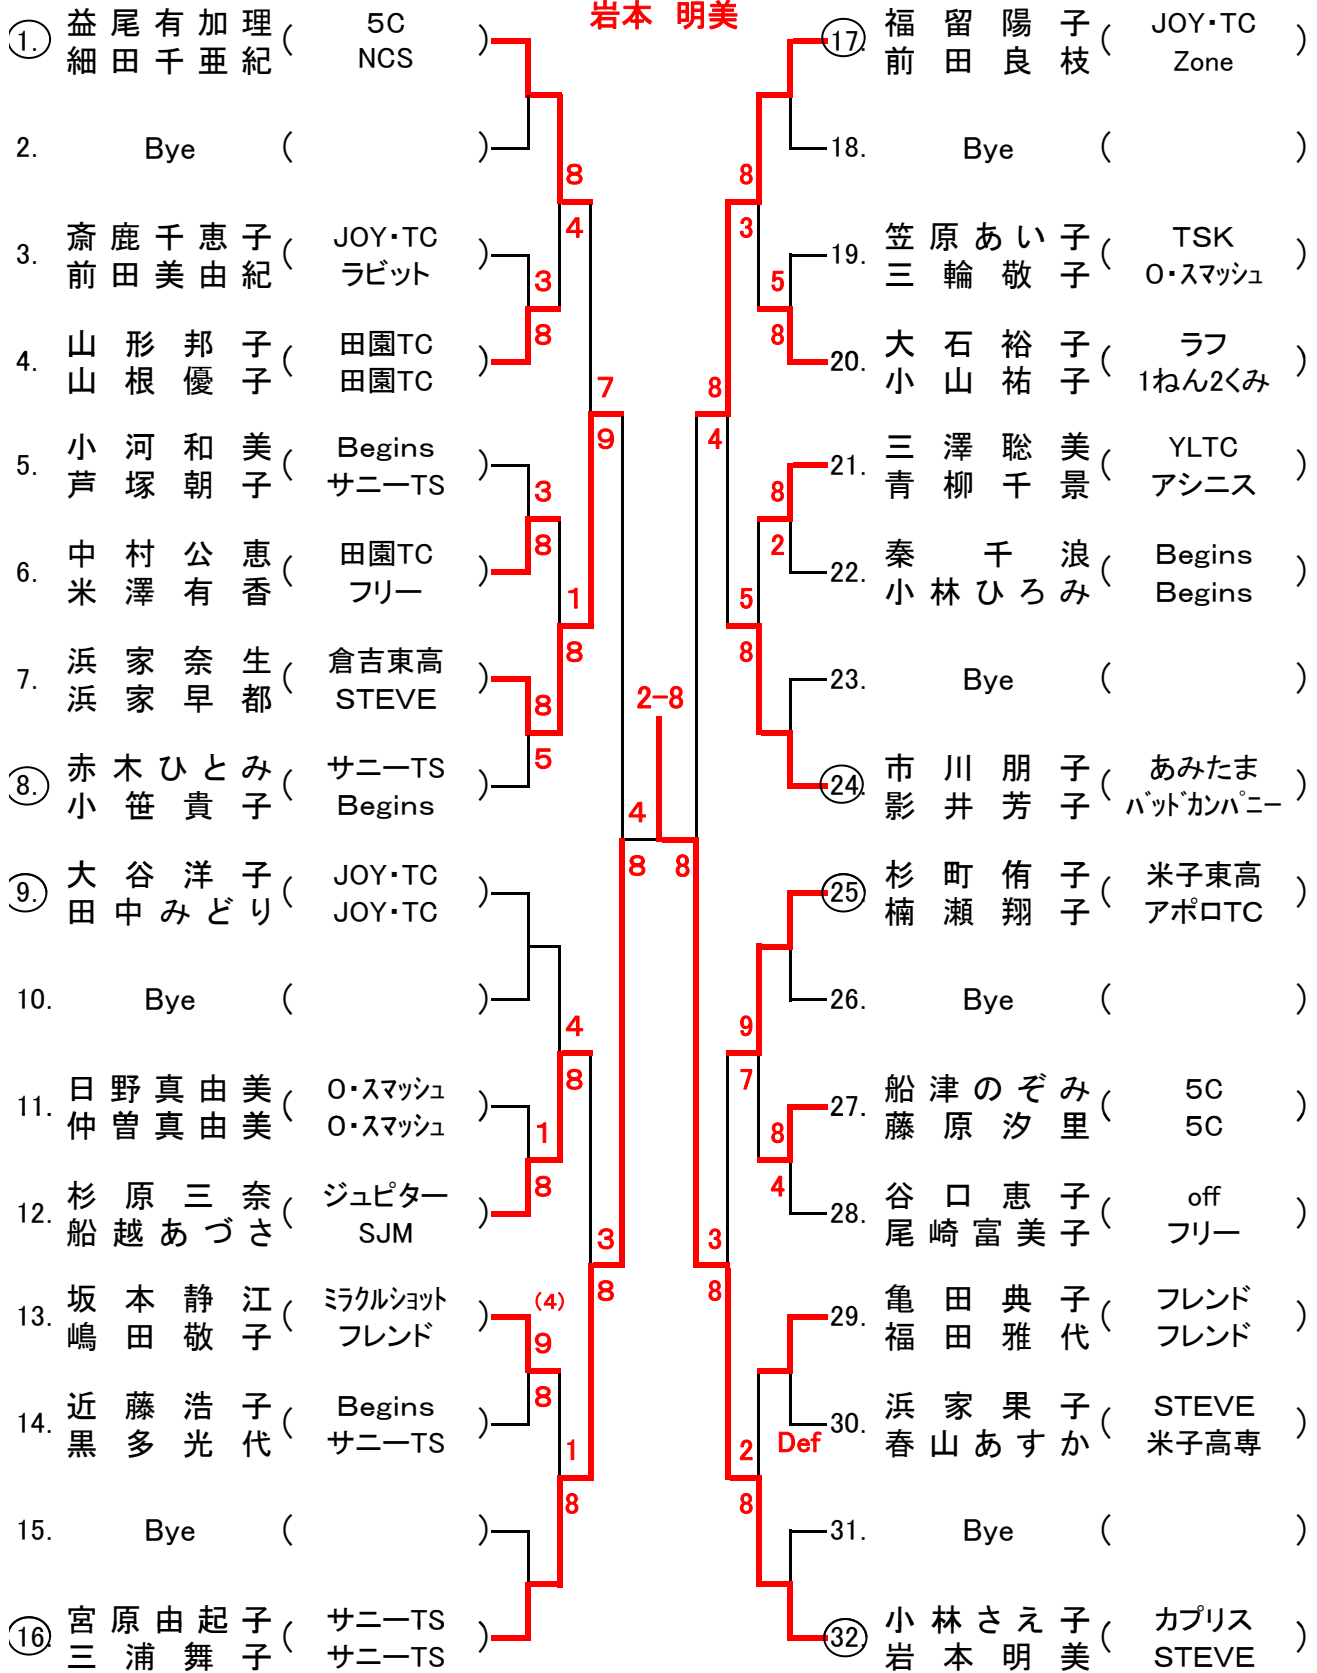 岩本　明美
1. 益尾有加理 ( 5C )
細田千亜紀 NCS
2. Bye ( )
8
4
3. 斎鹿千恵子 ( JOY・TC )
前田美由紀 ラビット
3
8
4. 山形邦子 ( 田園TC )
山根優子 田園TC
7
9
5. 小河和美 ( Begins )
芦塚朝子 サニーTS
3
8
6. 中村公恵 ( 田園TC )
米澤有香 フリー
1
8
7. 浜家奈生 ( 倉吉東高 )
浜家早都 STEVE
8
5
8. 赤木ひとみ ( サニーTS )
小笹貴子 Begins
4
8
9. 大谷洋子 ( JOY・TC )
田中みどり JOY・TC
10. Bye ( )
4
8
11. 日野真由美 ( O・スマッシュ )
仲曽真由美 O・スマッシュ
1
8
12. 杉原三奈 ( ジュピター )
船越あづさ SJM
3
8
13. 坂本静江 ( ミラクルショット )
嶋田敬子 フレンド
(4)
9
8
14. 近藤浩子 ( Begins )
黒多光代 サニーTS
1
8
15. Bye ( )
16. 宮原由起子 ( サニーTS )
三浦舞子 サニーTS
2-8
17. 福留陽子 ( JOY・TC )
前田良枝 Zone
18. Bye ( )
8
3
19. 笠原あい子 ( TSK )
三輪敬子 O・スマッシュ
5
8
20. 大石裕子 ( ラフ )
小山祐子 1ねん2くみ
8
4
21. 三澤聡美 ( YLTC )
青柳千景 アシニス
8
2
22. 秦千浪 ( Begins )
小林ひろみ Begins
5
8
23. Bye ( )
24. 市川朋子 ( あみたま )
影井芳子 バッドカンパニー
8
25. 杉町侑子 ( 米子東高 )
楠瀬翔子 アポロTC
26. Bye ( )
9
7
27. 船津のぞみ ( 5C )
藤原汐里 5C
8
4
28. 谷口恵子 ( off )
尾崎富美子 フリー
3
8
29. 亀田典子 ( フレンド )
福田雅代 フレンド
30. 浜家果子 ( STEVE )
春山あすか 米子高専
Def
2
8
31. Bye ( )
32. 小林さえ子 ( カプリス )
岩本明美 STEVE